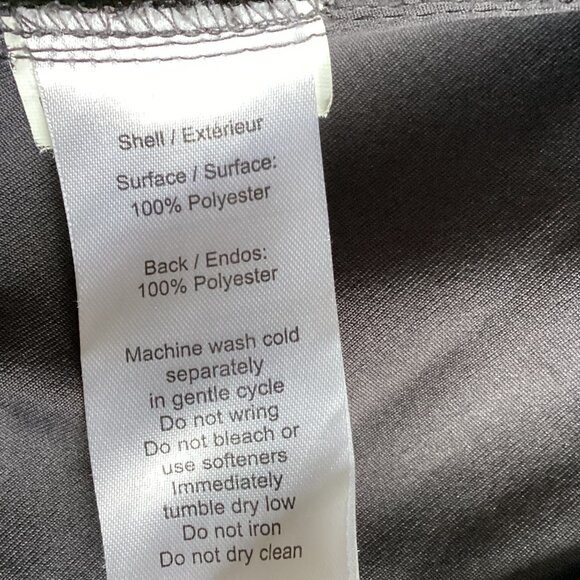 Shell / Extérieur
Surface / Surface:
100% Polyester
Back / Endos:
100% Polyester
Machine wash cold
separately
in gentle cycle
Do not wring
Do not bleach or
use softeners
Immediately
tumble dry low
Do not iron
Do not dry clean